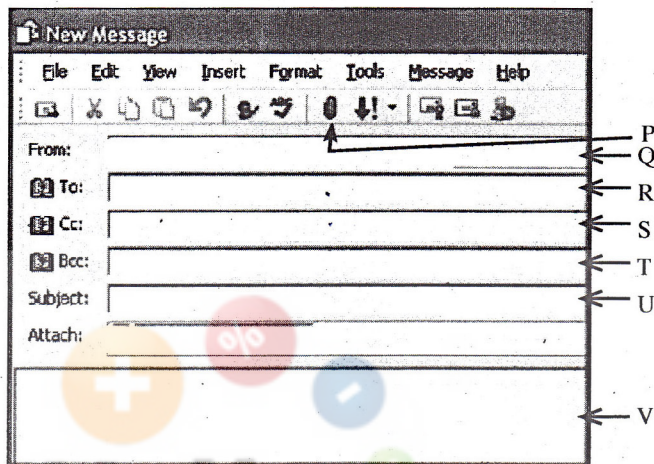 New Message
File Edit View Insert Format Tools Message Help
From:
To:
Cc:
Bcc:
Subject:
Attach:
P
Q
R
S
T
U
V